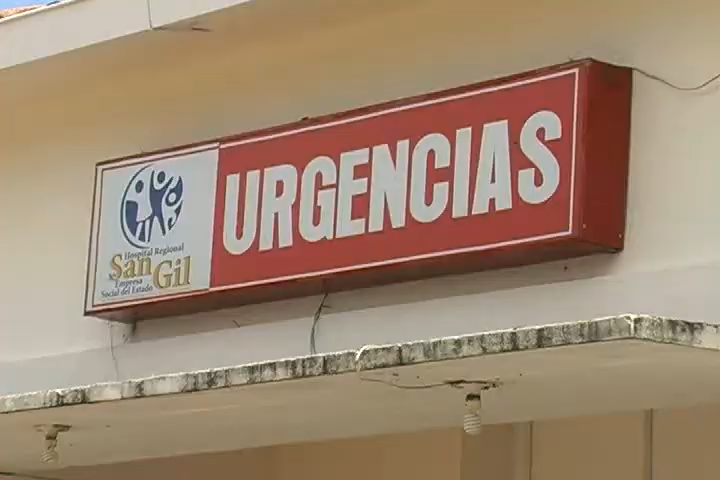 Hospital Regional
San Gil
Empresa
Social del Estado
URGENCIAS